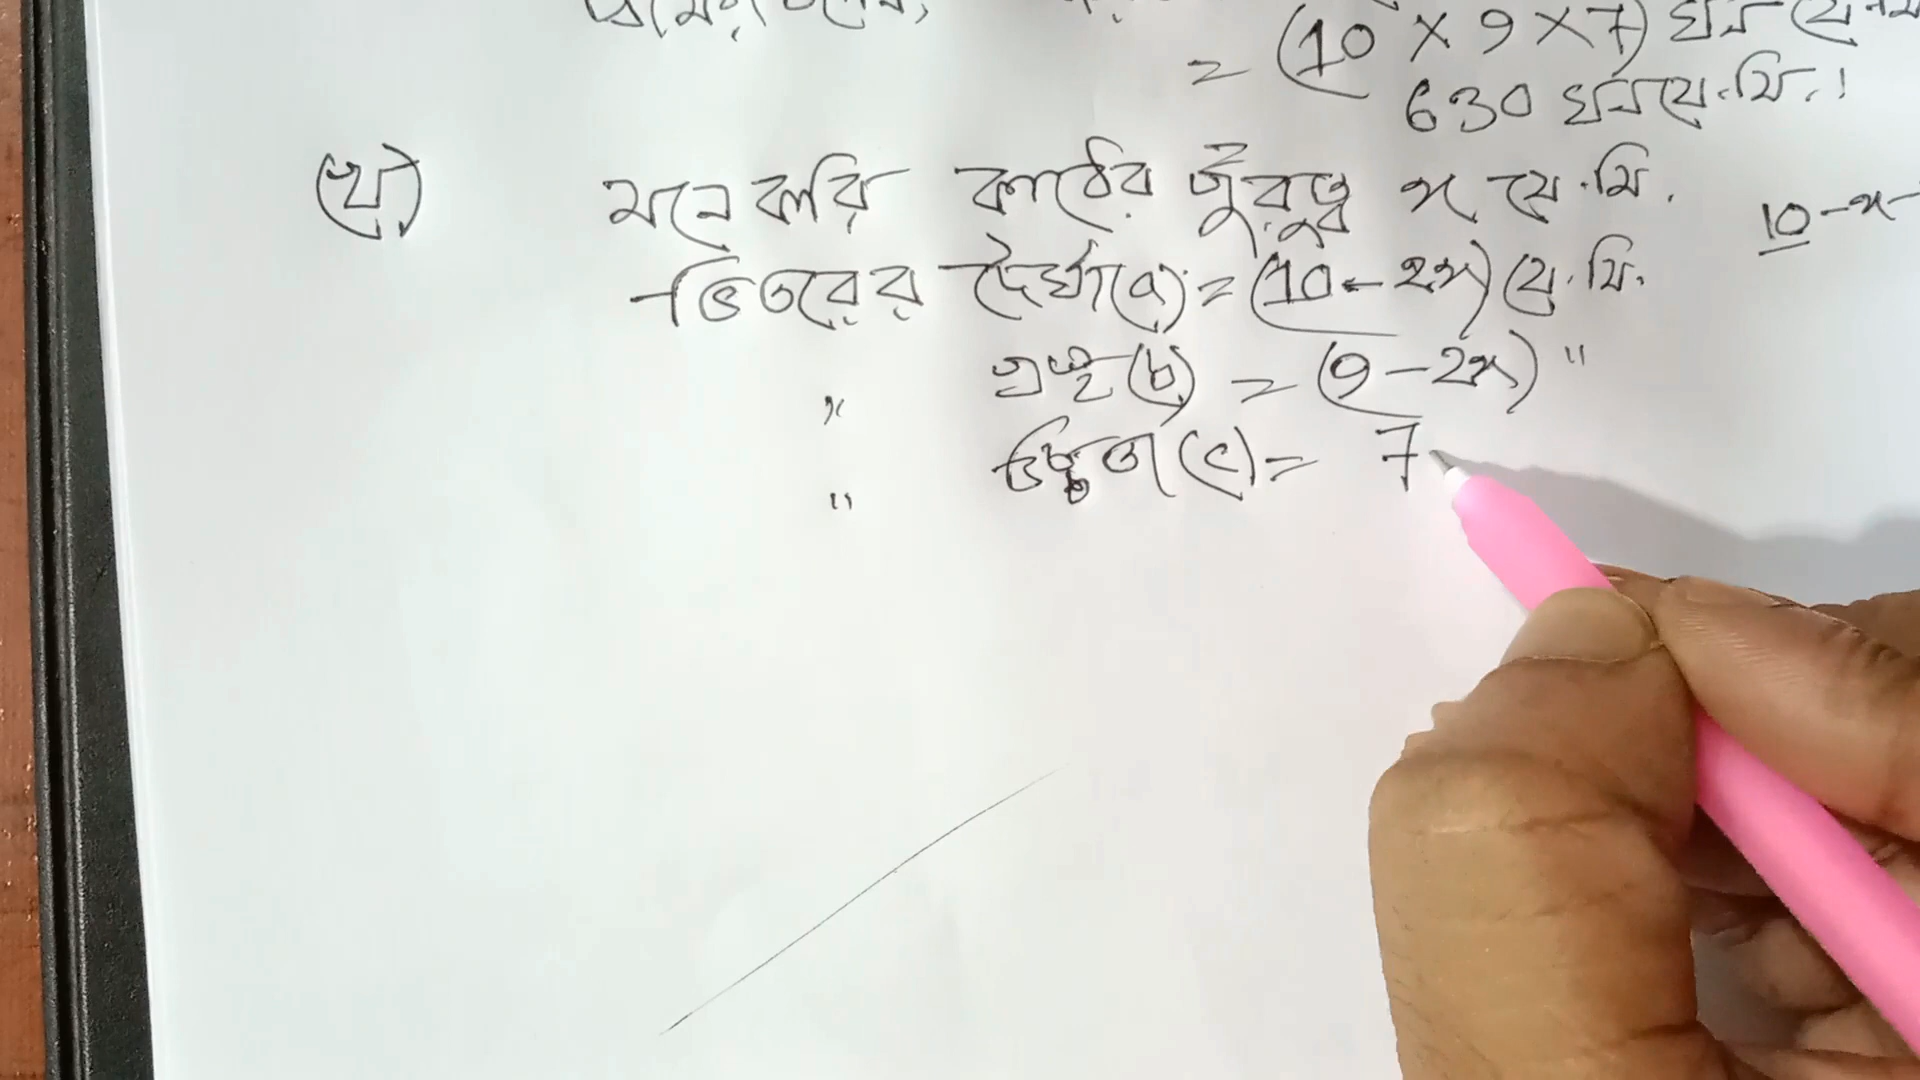 = (10 × 9 × 7) ঘন সে.মি
630 ঘন সে.মি.।
(খ) মনে করি কাঠের পুরুত্ব x সে.মি.
10-x-
ভিতরের দৈর্ঘ্য (a) = (10-2x) সে.মি.
" প্রস্থ (b) = (9-2x) "
" উচ্চতা (c) = 7